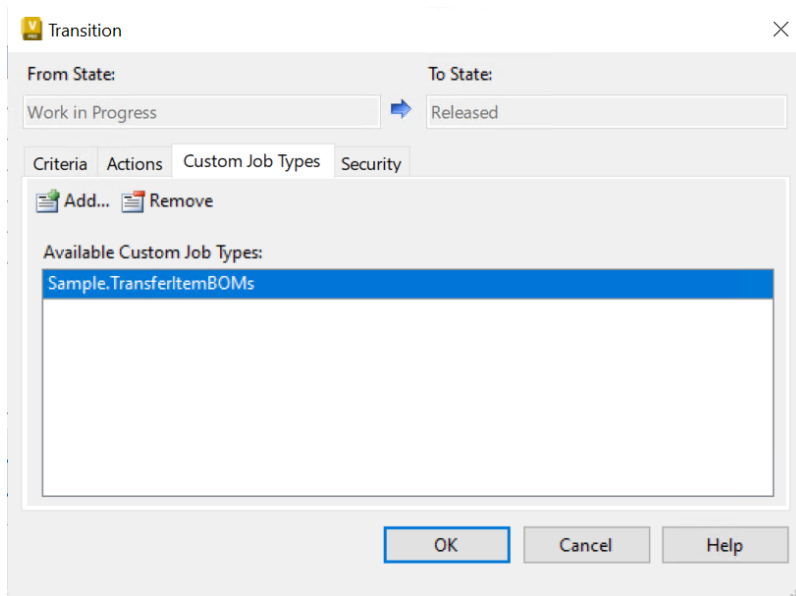 Transition
From State:
To State:
Work in Progress
Released
Criteria
Actions
Custom Job Types
Security
Add...
Remove
Available Custom Job Types:
Sample.TransferItemBOMs
OK
Cancel
Help